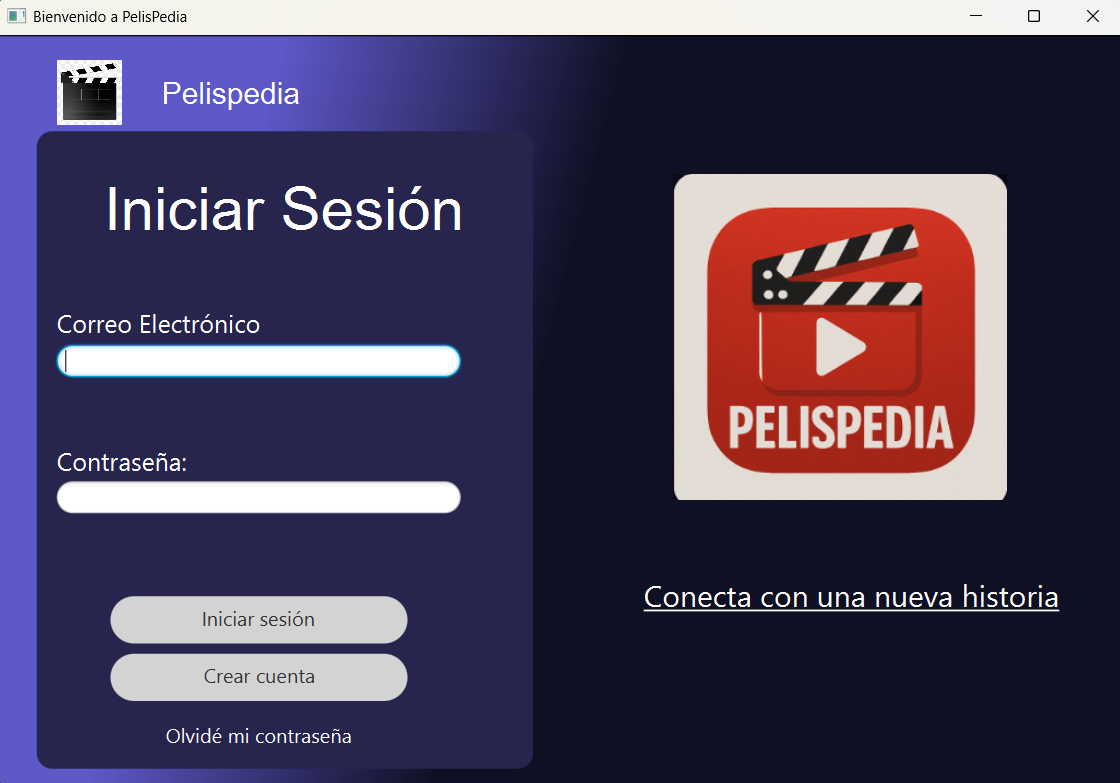 Bienvenido a PelisPedia
Pelispedia
Iniciar Sesión
Correo Electrónico
Contraseña:
Iniciar sesión
Crear cuenta
Olvidé mi contraseña
PELISPEDIA
Conecta con una nueva historia